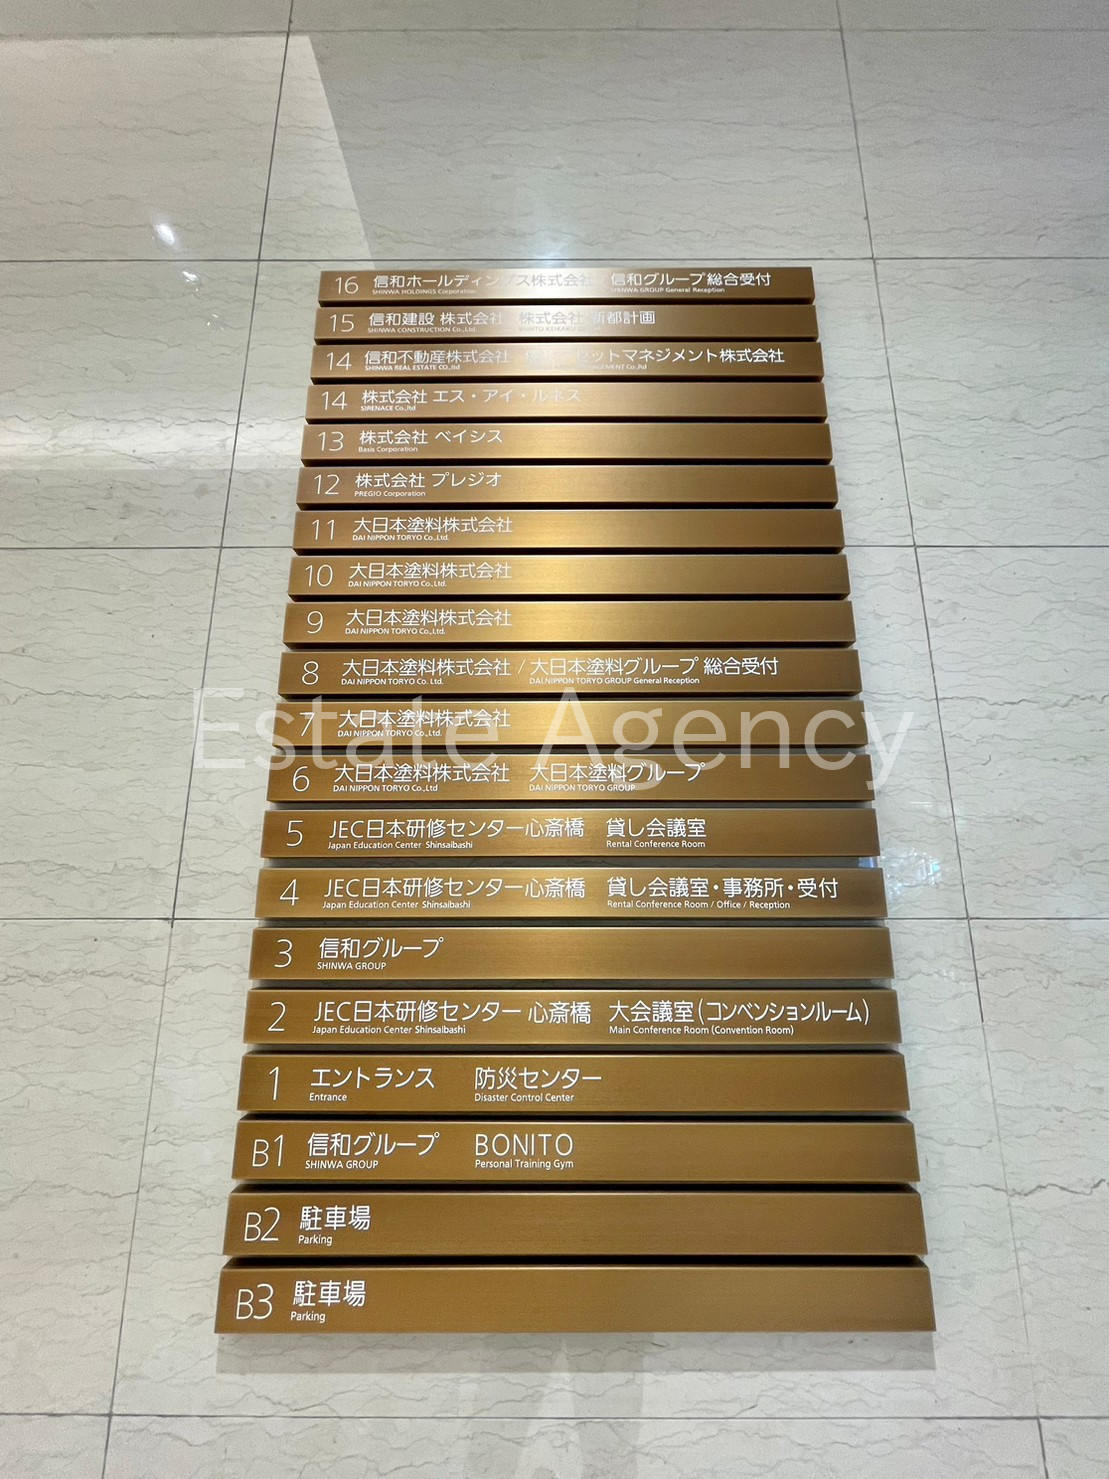 16 信和ホールディングス株式会社 信和グループ総合受付
SHINWA HOLDINGS Corporation SHINWA GROUP General Reception
15 信和建設 株式会社 株式会社 新都計画
SHINWA CONSTRUCTION Co.,Ltd.
14 信和不動産株式会社 セットマネジメント株式会社
SHINWA REAL ESTATE CO.,ltd
14 株式会社 エス・アイ・ルネス
SIRENACE Co.,ltd
13 株式会社 ベイシス
Basis Corporation
12 株式会社 プレジオ
PREGIO Corporation
11 大日本塗料株式会社
DAI NIPPON TORYO Co.,Ltd.
10 大日本塗料株式会社
DAI NIPPON TORYO Co.,Ltd.
9 大日本塗料株式会社
DAI NIPPON TORYO Co.,Ltd.
8 大日本塗料株式会社 / 大日本塗料グループ 総合受付
DAI NIPPON TORYO Co. Ltd. DAI NIPPON TORYO GROUP General Reception
7 大日本塗料株式会社
DAI NIPPON TORYO Co.,Ltd.
Estate Agency
6 大日本塗料株式会社 大日本塗料グループ
DAI NIPPON TORYO Co.,Ltd DAI NIPPON TORYO GROUP
5 JEC日本研修センター心斎橋 貸し会議室
Japan Education Center Shinsaibashi Rental Conference Room
4 JEC日本研修センター心斎橋 貸し会議室・事務所・受付
Japan Education Center Shinsaibashi Rental Conference Room / Office / Reception
3 信和グループ
SHINWA GROUP
2 JEC日本研修センター 心斎橋 大会議室(コンベンションルーム)
Japan Education Center Shinsaibashi Main Conference Room (Convention Room)
1 エントランス 防災センター
Entrance Disaster Control Center
B1 信和グループ BONITO
SHINWA GROUP Personal Training Gym
B2 駐車場
Parking
B3 駐車場
Parking